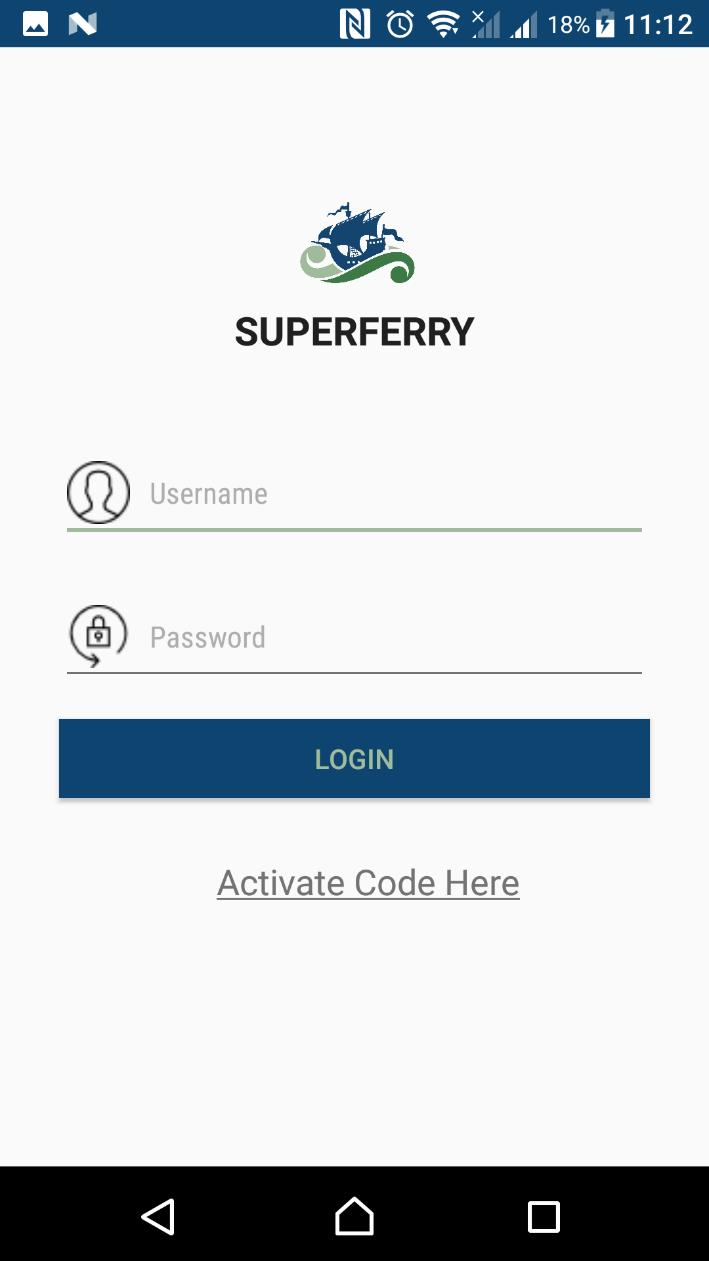 18% 11:12
SUPERFERRY
Username
Password
LOGIN
Activate Code Here